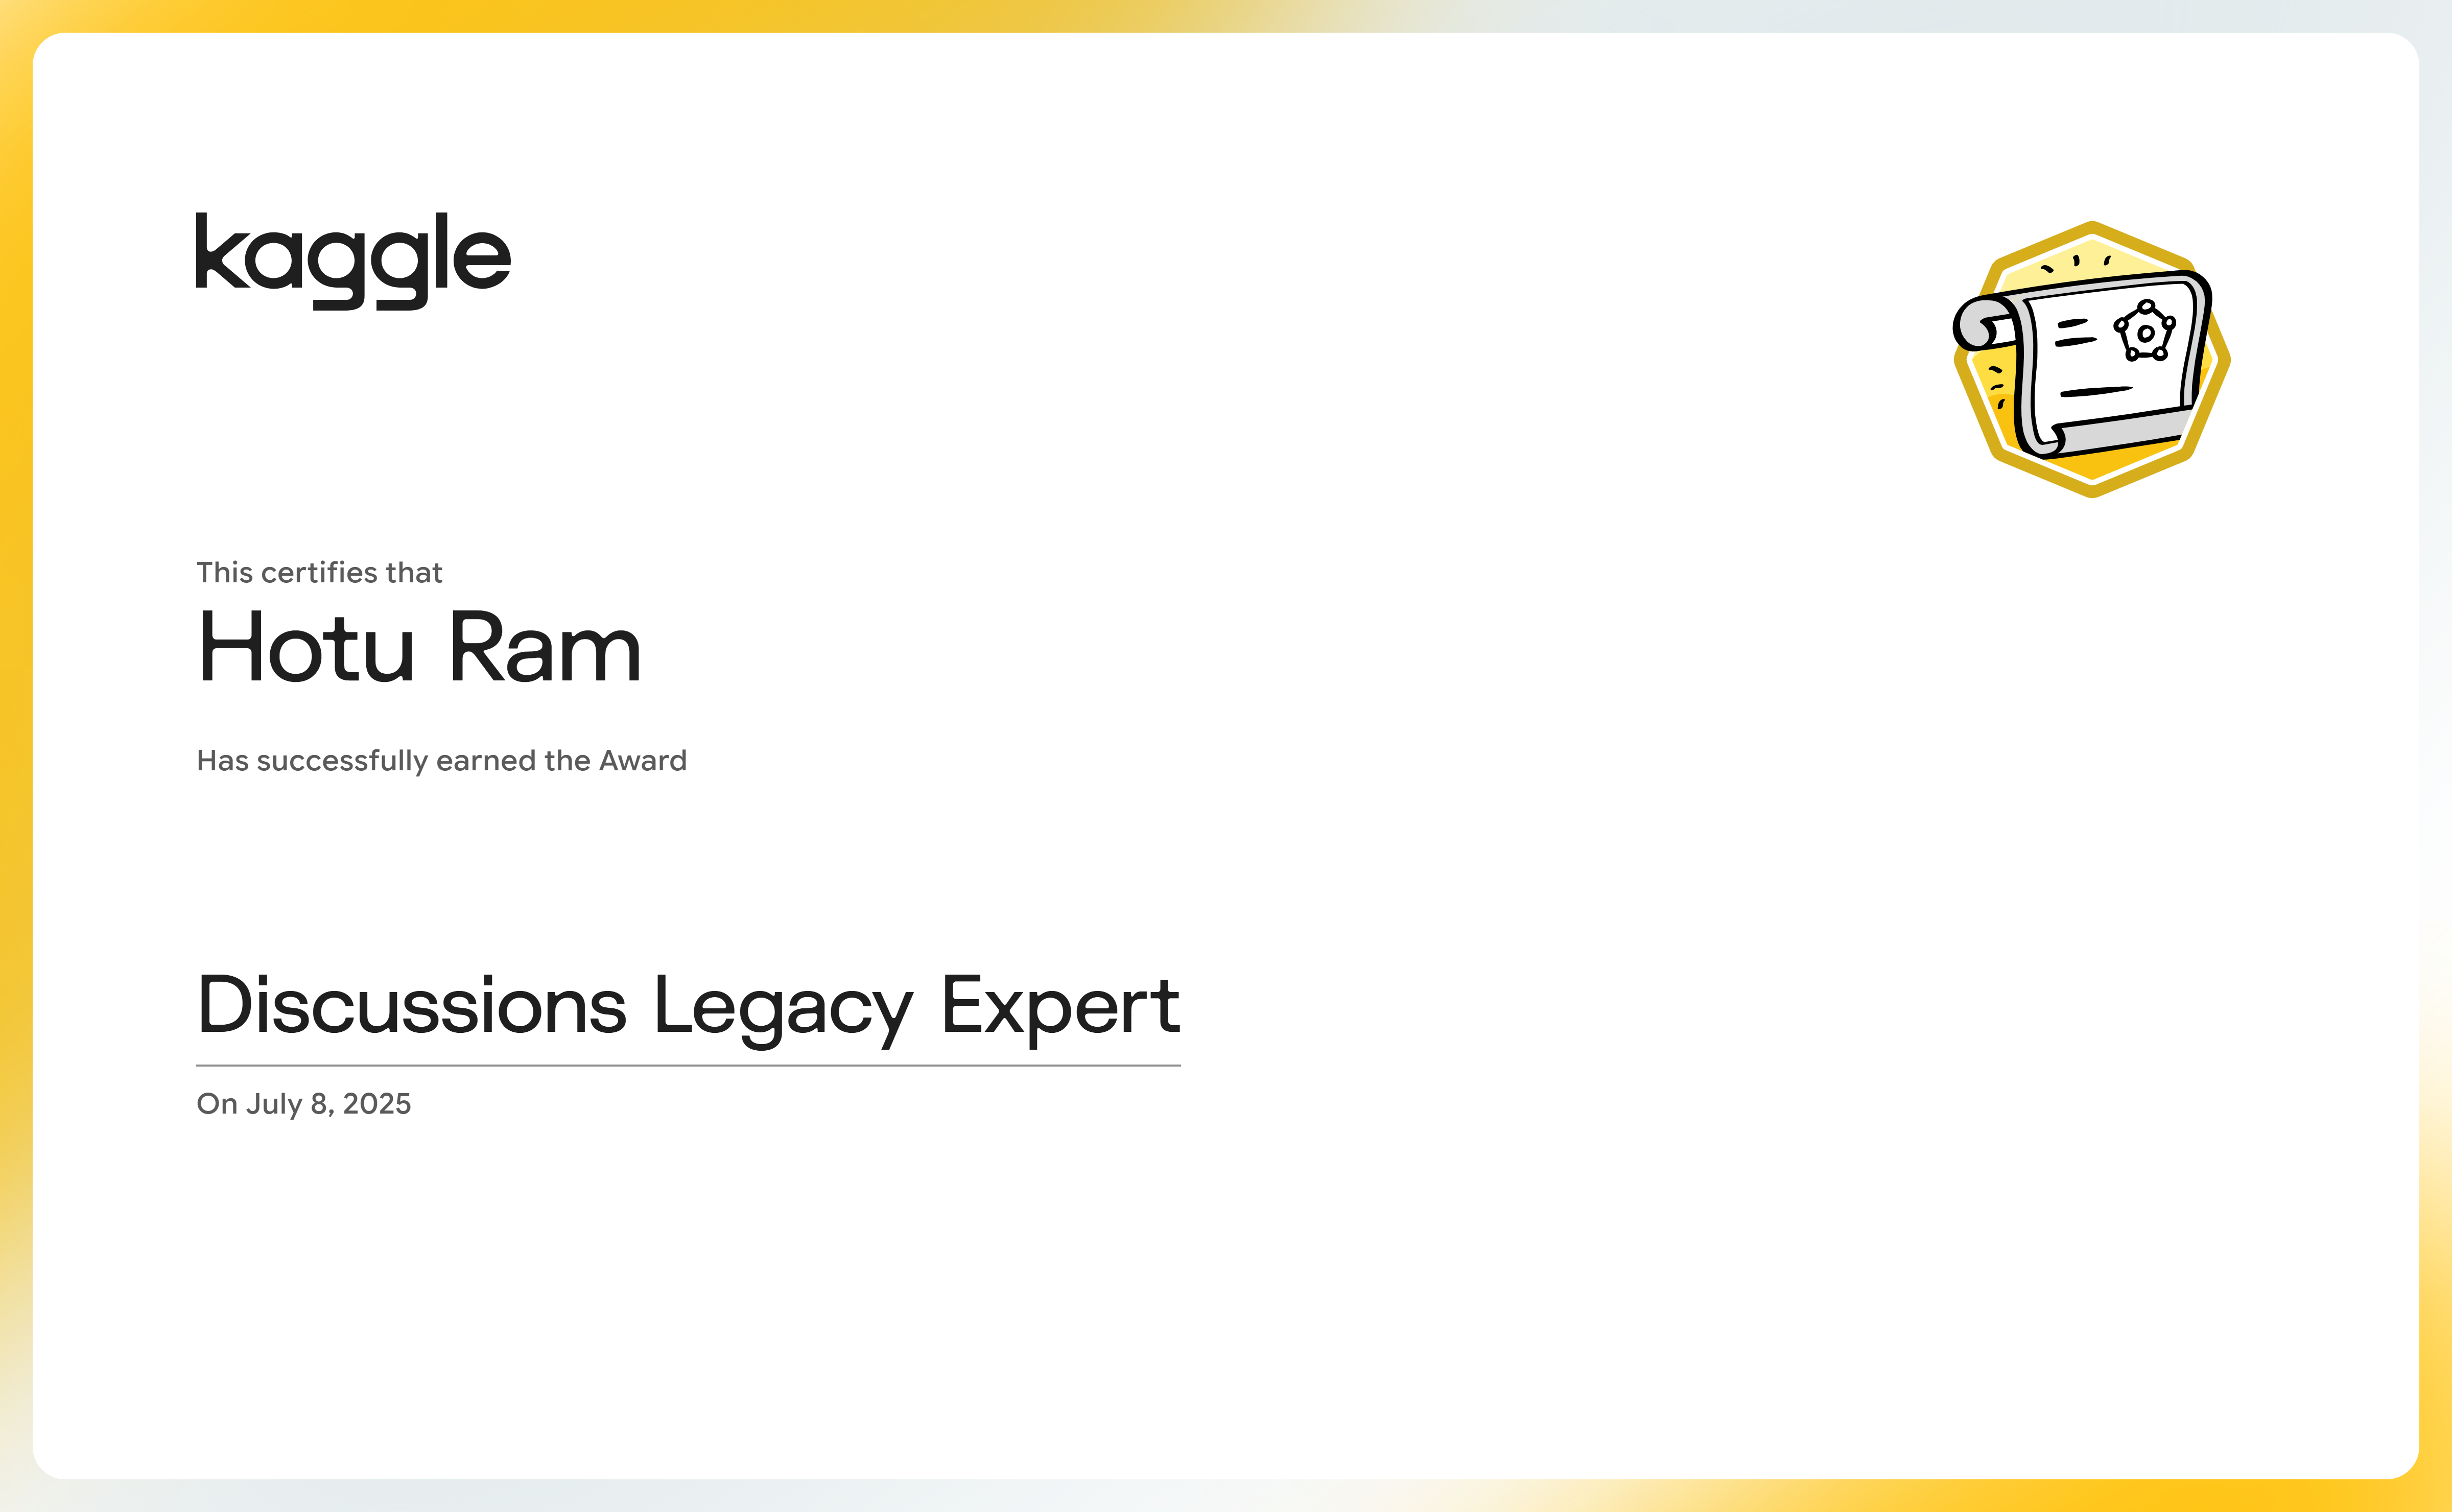 kaggle
This certifies that
Hotu Ram
Has successfully earned the Award
Discussions Legacy Expert
On July 8, 2025